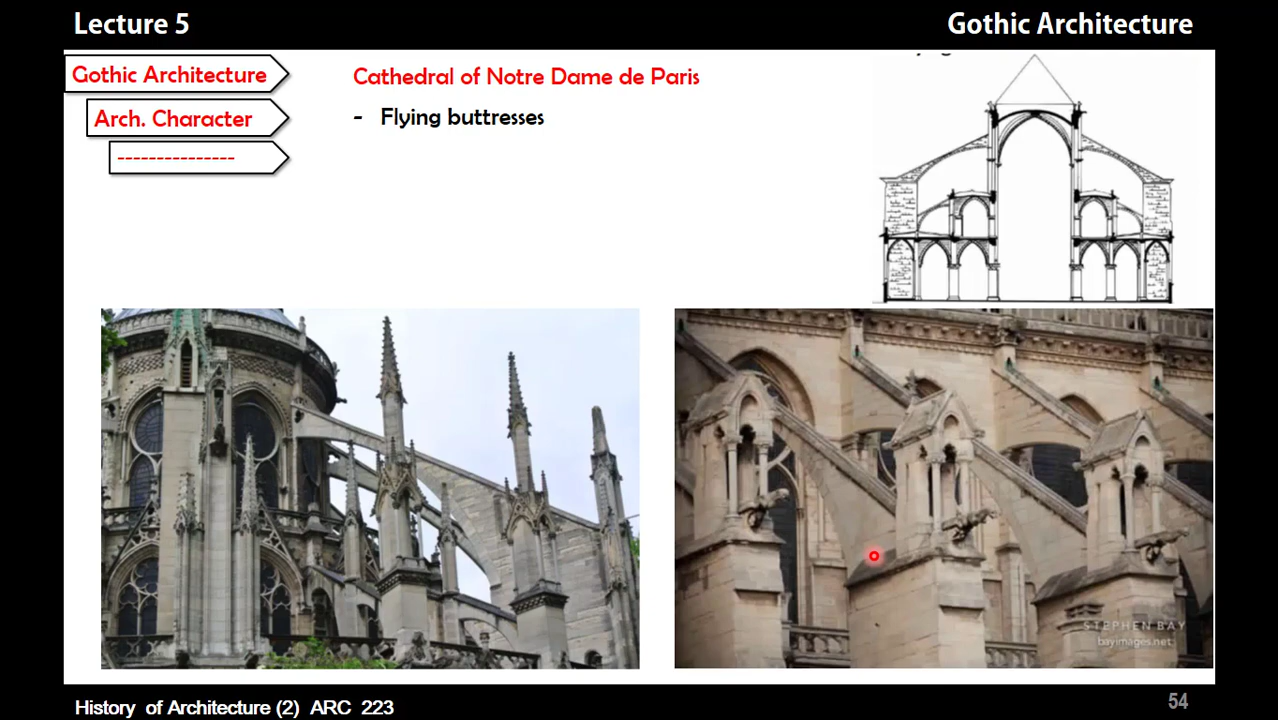 Lecture 5
Gothic Architecture
Gothic Architecture
Cathedral of Notre Dame de Paris
Arch. Character
- Flying buttresses
---------------
STEPHEN BAY
bayimages.net
History of Architecture (2) ARC 223
54